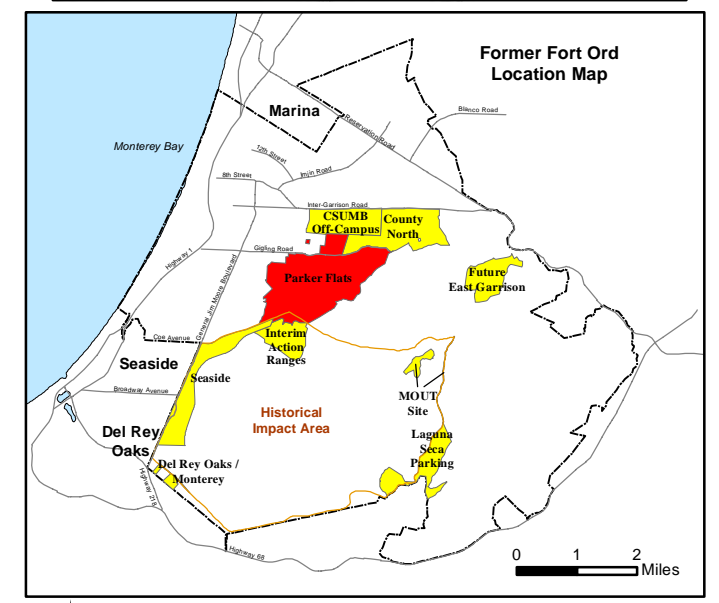 Former Fort Ord
Location Map
Marina
Blanco Road
Reservation Road
Monterey Bay
12th Street
Imjin Road
8th Street
Inter-Garrison Road
CSUMB
Off-Campus
County
North
Gigling Road
Highway 1
General Jim Moore Boulevard
Parker Flats
Future
East Garrison
Coe Avenue
Interim
Action
Ranges
Seaside
Seaside
Broadway Avenue
MOUT
Site
Historical
Impact Area
Del Rey
Oaks
Laguna
Seca
Parking
Del Rey Oaks /
Monterey
Highway 218
Highway 68
0 1 2
Miles